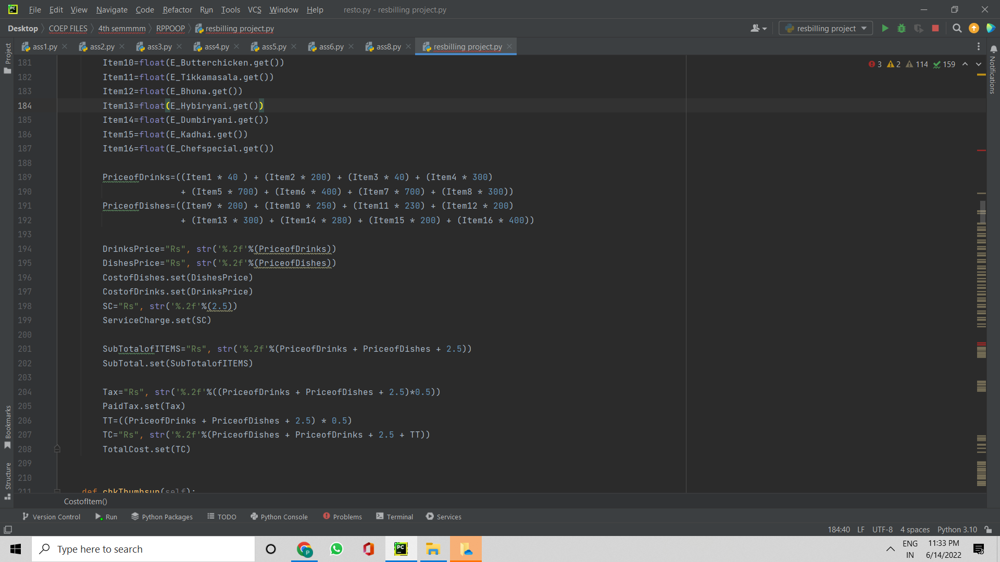 File Edit View Navigate Code Refactor Run Tools VCS Window Help resto.py - resbilling project.py
Desktop COEP FILES 4th semmmm RPPOOP resbilling project.py resbilling project
ass1.py ass2.py ass3.py ass4.py ass5.py ass6.py ass8.py resbilling project.py
Project
Notifications
3 2 114 159
181 Item10=float(E_Butterchicken.get())
182 Item11=float(E_Tikkamasala.get())
183 Item12=float(E_Bhuna.get())
184 Item13=float(E_Hybiryani.get())
185 Item14=float(E_Dumbiryani.get())
186 Item15=float(E_Kadhai.get())
187 Item16=float(E_Chefspecial.get())
188
189 PriceofDrinks=((Item1 * 40 ) + (Item2 * 200) + (Item3 * 40) + (Item4 * 300)
190 + (Item5 * 700) + (Item6 * 400) + (Item7 * 700) + (Item8 * 300))
191 PriceofDishes=((Item9 * 200) + (Item10 * 250) + (Item11 * 230) + (Item12 * 200)
192 + (Item13 * 300) + (Item14 * 280) + (Item15 * 200) + (Item16 * 400))
193
194 DrinksPrice="Rs", str('%.2f'%(PriceofDrinks))
195 DishesPrice="Rs", str('%.2f'%(PriceofDishes))
196 CostofDishes.set(DishesPrice)
197 CostofDrinks.set(DrinksPrice)
198 SC="Rs", str('%.2f'%(2.5))
199 ServiceCharge.set(SC)
200
201 SubTotalofITEMS="Rs", str('%.2f'%(PriceofDrinks + PriceofDishes + 2.5))
202 SubTotal.set(SubTotalofITEMS)
203
204 Tax="Rs", str('%.2f'%((PriceofDrinks + PriceofDishes + 2.5)*0.5))
205 PaidTax.set(Tax)
206 TT=((PriceofDrinks + PriceofDishes + 2.5) * 0.5)
207 TC="Rs", str('%.2f'%(PriceofDishes + PriceofDrinks + 2.5 + TT))
208 TotalCost.set(TC)
209
210
211 def chkThumbsup(self):
Bookmarks
Structure
CostofItem()
Version Control Run Python Packages TODO Python Console Problems Terminal Services
184:40 LF UTF-8 4 spaces Python 3.10
Type here to search
ENG 11:33 PM
IN 6/14/2022